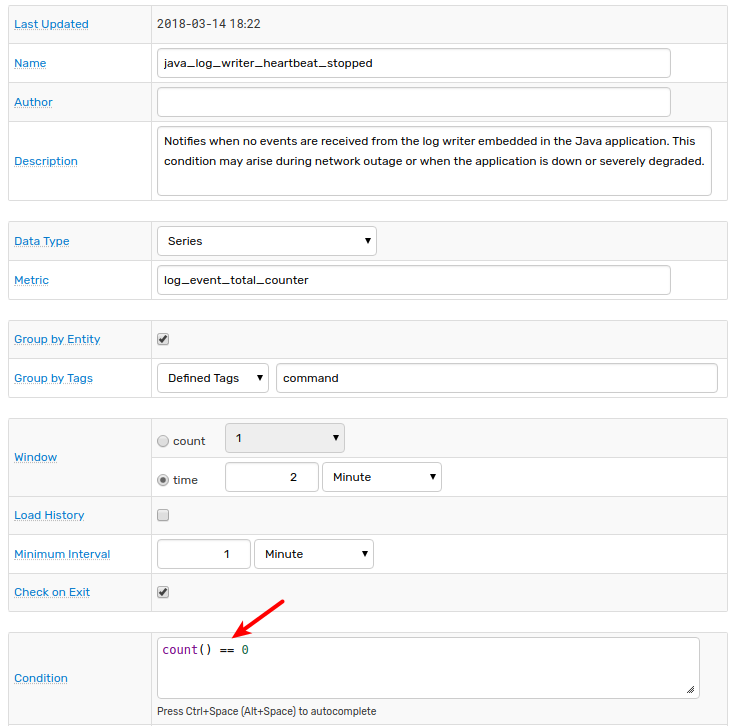 Last Updated 2018-03-14 18:22
Name java_log_writer_heartbeat_stopped
Author
Description Notifies when no events are received from the log writer embedded in the Java application. This
condition may arise during network outage or when the application is down or severely degraded.
Data Type Series
Metric log_event_total_counter
Group by Entity
Group by Tags Defined Tags command
Window count 1
time 2 Minute
Load History
Minimum Interval 1 Minute
Check on Exit
Condition count() == 0
Press Ctrl+Space (Alt+Space) to autocomplete